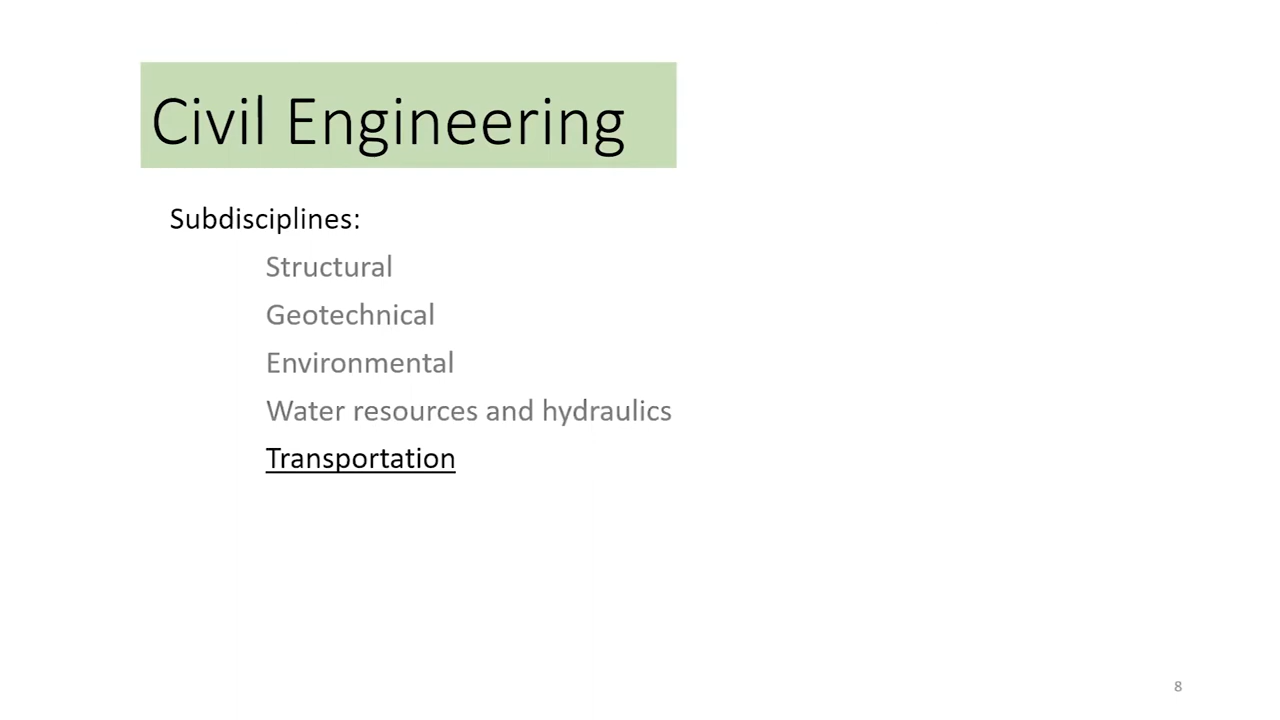 Civil Engineering
Subdisciplines:
Structural
Geotechnical
Environmental
Water resources and hydraulics
Transportation
8